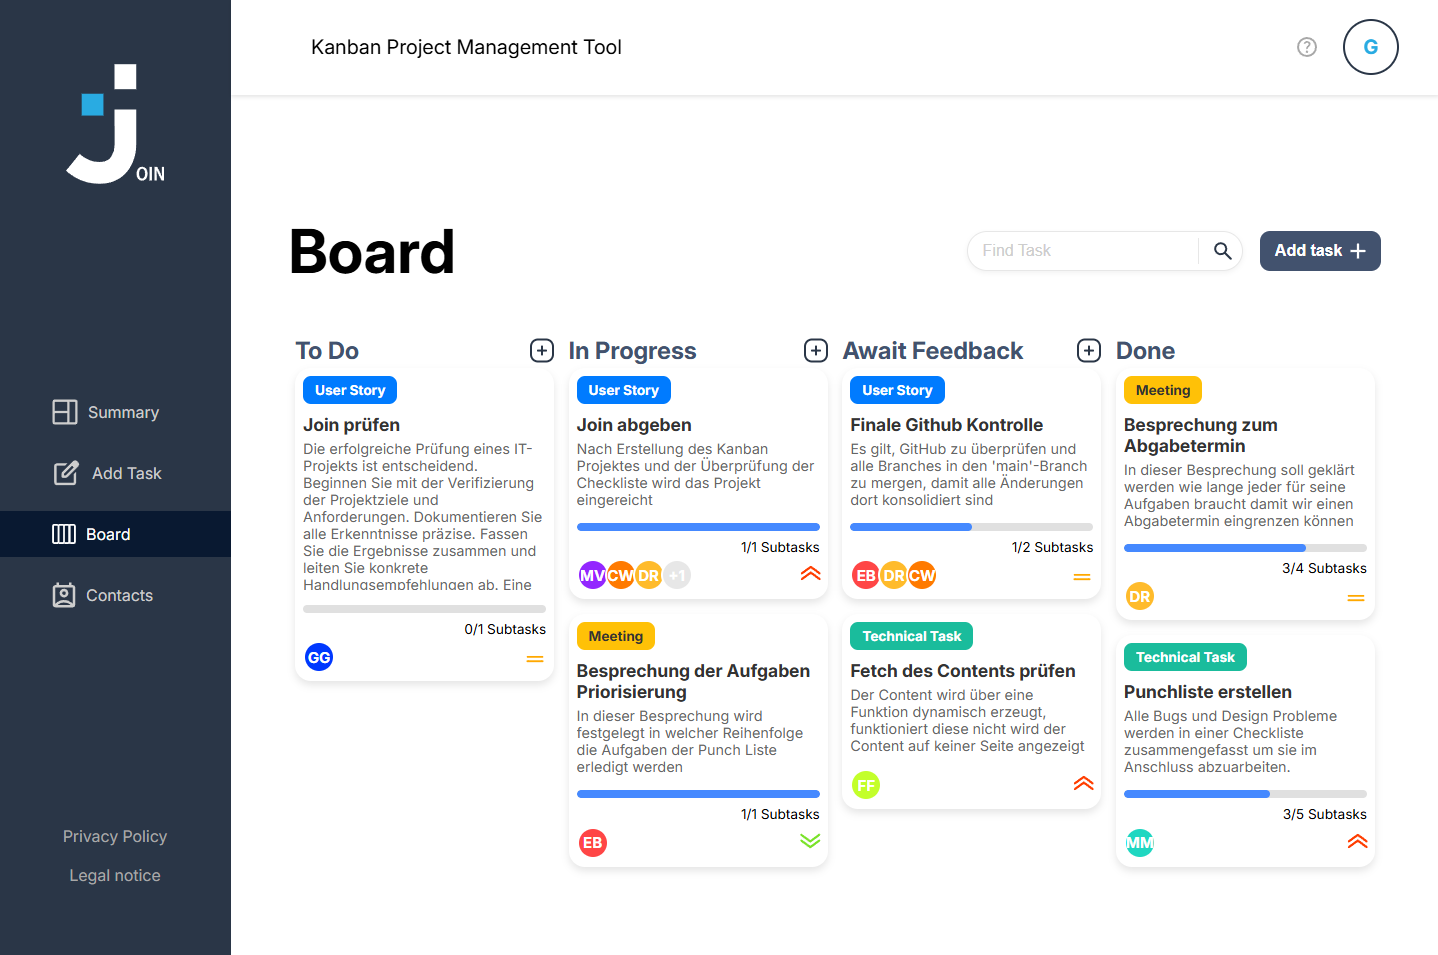 Kanban Project Management Tool
G
OIN
Board
Find Task
Add task
Summary
Add Task
Board
Contacts
Privacy Policy
Legal notice
To Do
User Story
Join prüfen
Die erfolgreiche Prüfung eines IT-
Projekts ist entscheidend.
Beginnen Sie mit der Verifizierung
der Projektziele und
Anforderungen. Dokumentieren Sie
alle Erkenntnisse präzise. Fassen
Sie die Ergebnisse zusammen und
leiten Sie konkrete
Handlungsempfehlungen ab. Eine
0/1 Subtasks
GG
In Progress
User Story
Join abgeben
Nach Erstellung des Kanban
Projektes und der Überprüfung der
Checkliste wird das Projekt
eingereicht
1/1 Subtasks
MV CW DR +1
Meeting
Besprechung der Aufgaben
Priorisierung
In dieser Besprechung wird
festgelegt in welcher Reihenfolge
die Aufgaben der Punch Liste
erledigt werden
1/1 Subtasks
EB
Await Feedback
User Story
Finale Github Kontrolle
Es gilt, GitHub zu überprüfen und
alle Branches in den 'main'-Branch
zu mergen, damit alle Änderungen
dort konsolidiert sind
1/2 Subtasks
EB DR CW
Technical Task
Fetch des Contents prüfen
Der Content wird über eine
Funktion dynamisch erzeugt,
funktioniert diese nicht wird der
Content auf keiner Seite angezeigt
FF
Done
Meeting
Besprechung zum
Abgabetermin
In dieser Besprechung soll geklärt
werden wie lange jeder für seine
Aufgaben braucht damit wir einen
Abgabetermin eingrenzen können
3/4 Subtasks
DR
Technical Task
Punchliste erstellen
Alle Bugs und Design Probleme
werden in einer Checkliste
zusammengefasst um sie im
Anschluss abzuarbeiten.
3/5 Subtasks
MM